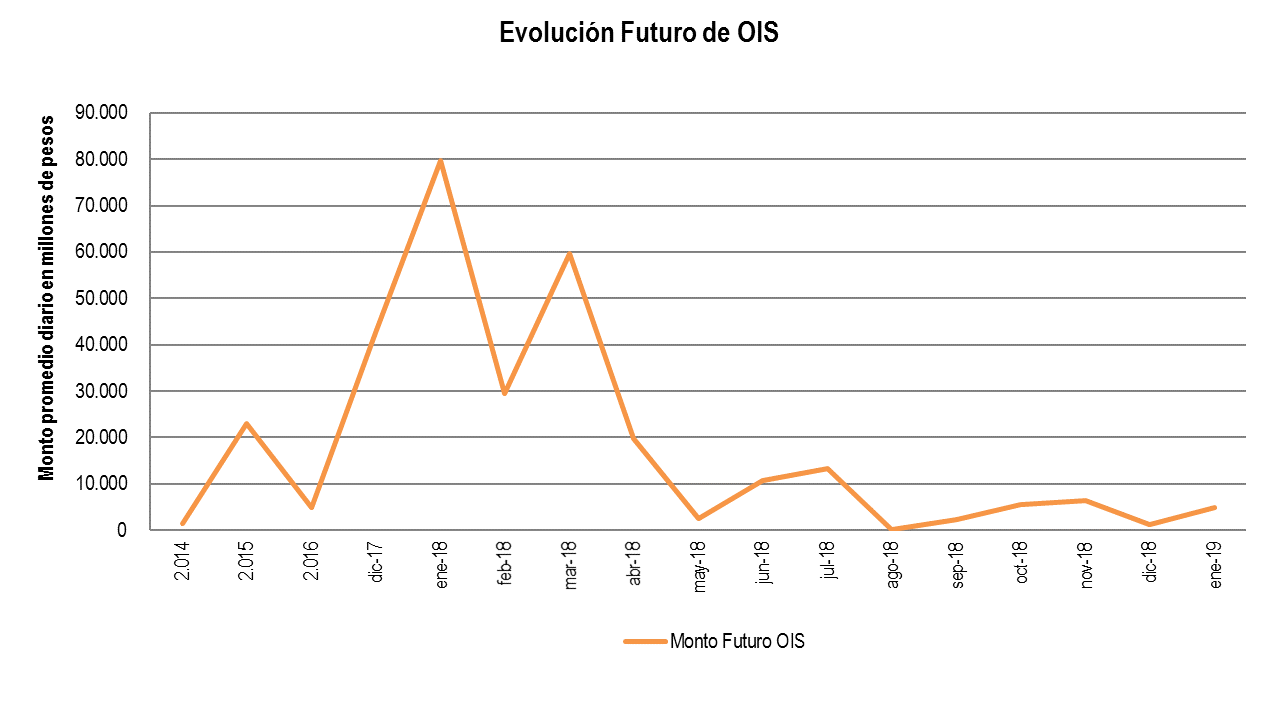 Evolución Futuro de OIS
Monto promedio diario en millones de pesos
90.000
80.000
70.000
60.000
50.000
40.000
30.000
20.000
10.000
0
2.014
2.015
2.016
dic-17
ene-18
feb-18
mar-18
abr-18
may-18
jun-18
jul-18
ago-18
sep-18
oct-18
nov-18
dic-18
ene-19
Monto Futuro OIS